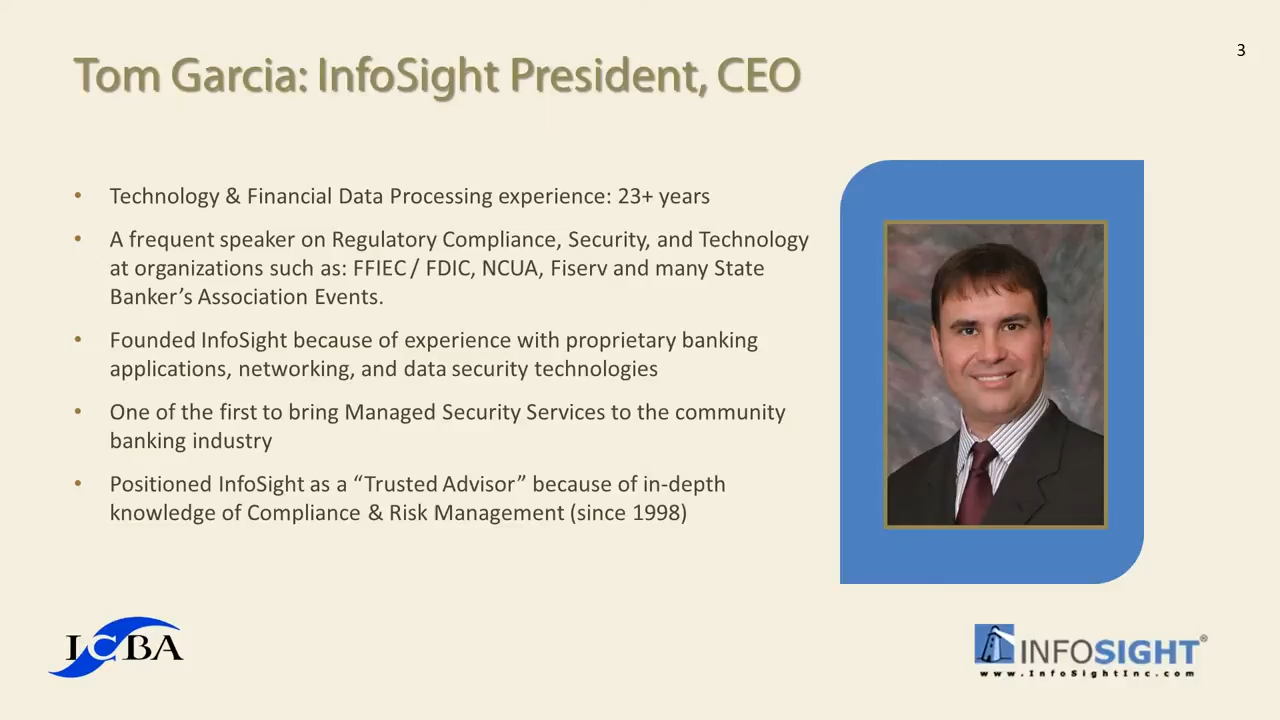 3
Tom Garcia: InfoSight President, CEO
• Technology & Financial Data Processing experience: 23+ years
• A frequent speaker on Regulatory Compliance, Security, and Technology
at organizations such as: FFIEC / FDIC, NCUA, Fiserv and many State
Banker’s Association Events.
• Founded InfoSight because of experience with proprietary banking
applications, networking, and data security technologies
• One of the first to bring Managed Security Services to the community
banking industry
• Positioned InfoSight as a “Trusted Advisor” because of in-depth
knowledge of Compliance & Risk Management (since 1998)
ICBA
INFOSIGHT®
www.InfoSightInc.com